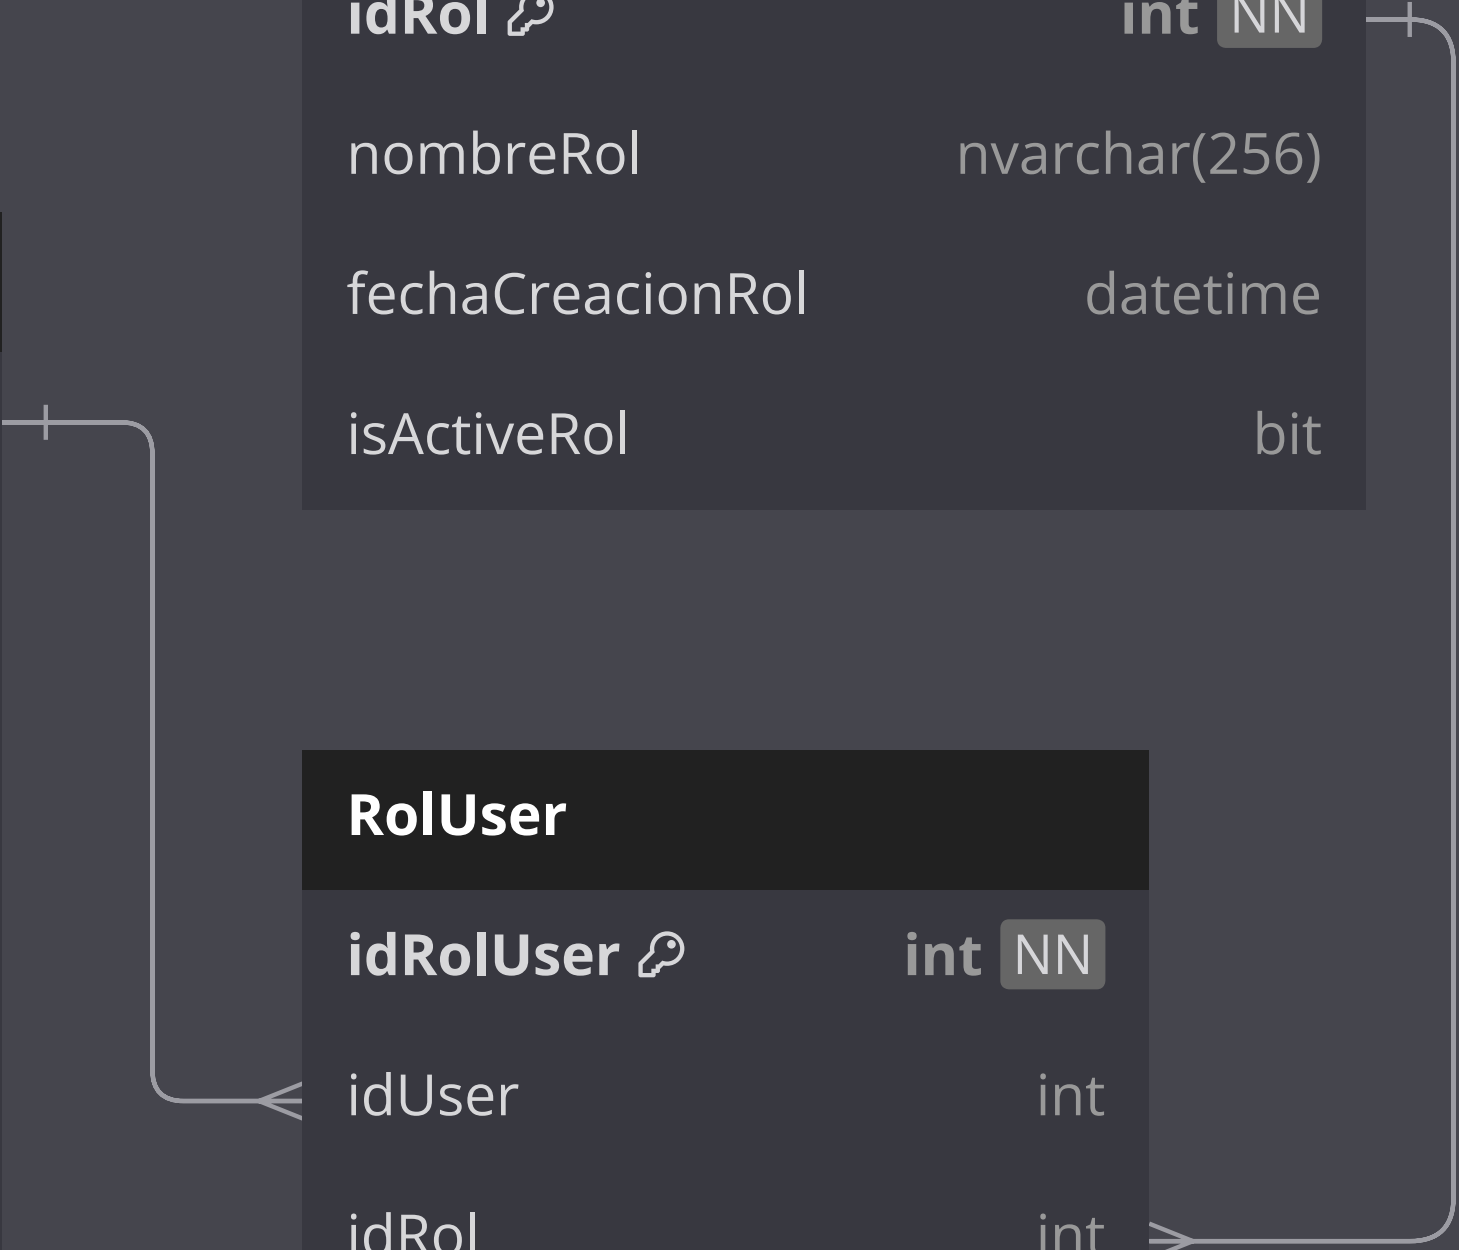 idRol int NN
nombreRol nvarchar(256)
fechaCreacionRol datetime
isActiveRol bit
RolUser
idRolUser int NN
idUser int
idRol int